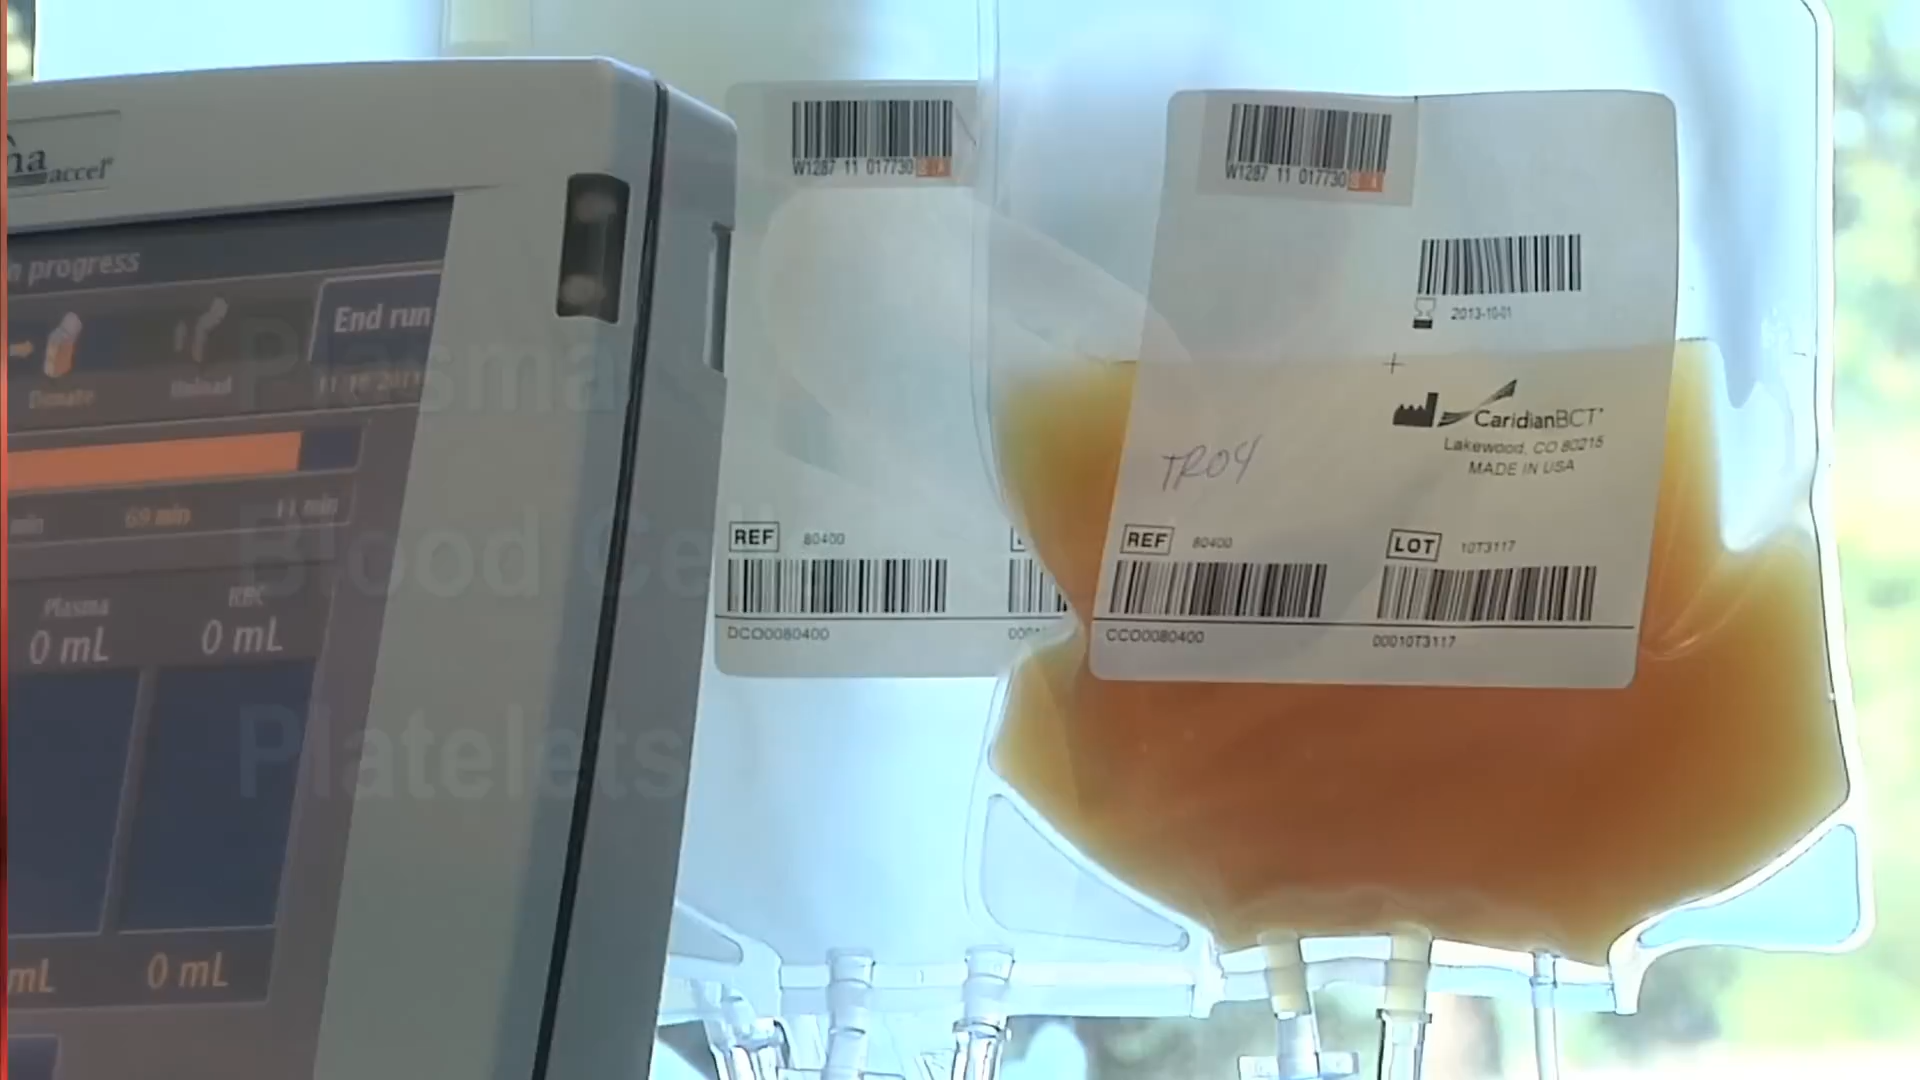 accel
n progress
End run
Donate
Unload
min
69 min
11 min
Plasma
0 mL
RBC
0 mL
mL
0 mL
Plasma
Blood Cel
Platelets
W1287 11 017730
REF 80400
DCO0080400
W1287 11 017730
2013-10-01
CaridianBCT
Lakewood, CO 80215
MADE IN USA
TROY
REF 80400
LOT 10T3117
CCO0080400
00010T3117